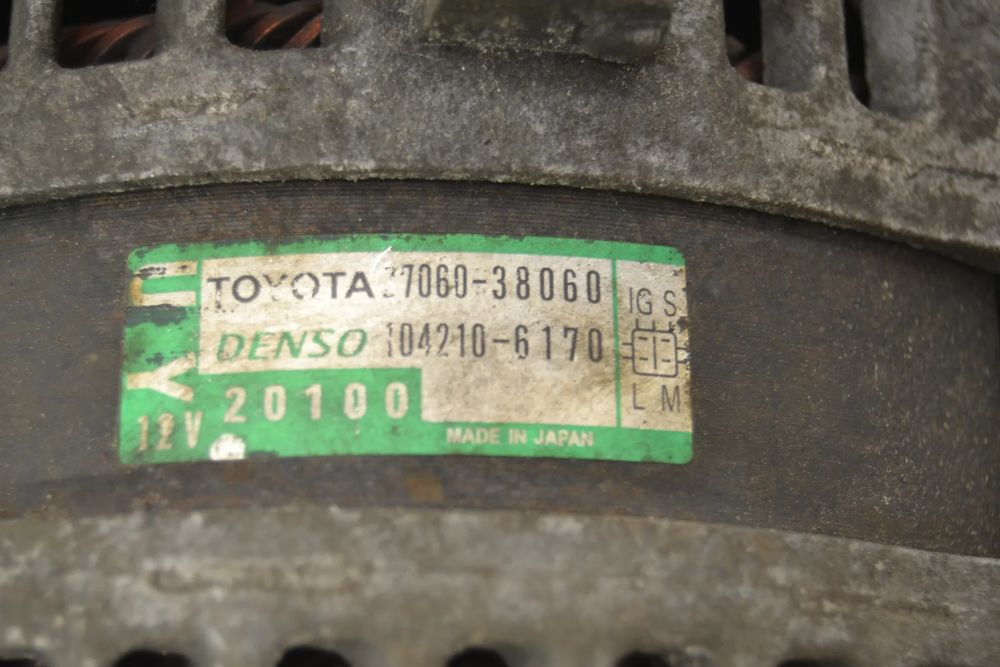 TOYOTA 27060-38060
DENSO 104210-6170
20100
12V
MADE IN JAPAN
IG S
L M